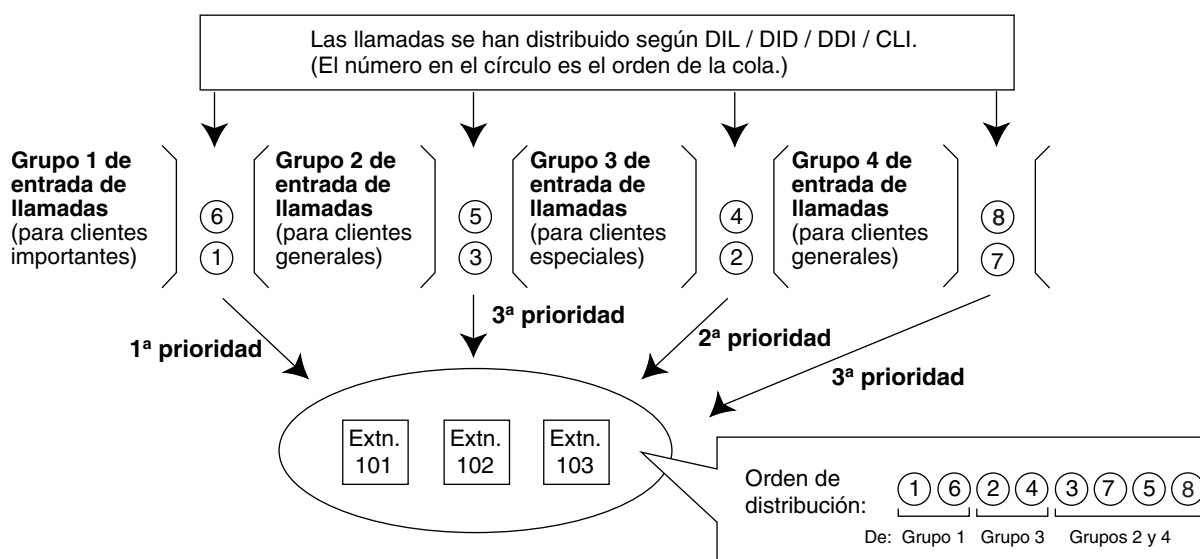 Las llamadas se han distribuido según DIL / DID / DDI / CLI.
(El número en el círculo es el orden de la cola.)
Grupo 1 de
entrada de
llamadas
(para clientes
importantes)
6
1
Grupo 2 de
entrada de
llamadas
(para clientes
generales)
5
3
Grupo 3 de
entrada de
llamadas
(para clientes
especiales)
4
2
Grupo 4 de
entrada de
llamadas
(para clientes
generales)
8
7
1ª prioridad
3ª prioridad
2ª prioridad
3ª prioridad
Extn.
101
Extn.
102
Extn.
103
Orden de
distribución:
1 6 2 4 3 7 5 8
De: Grupo 1 Grupo 3 Grupos 2 y 4